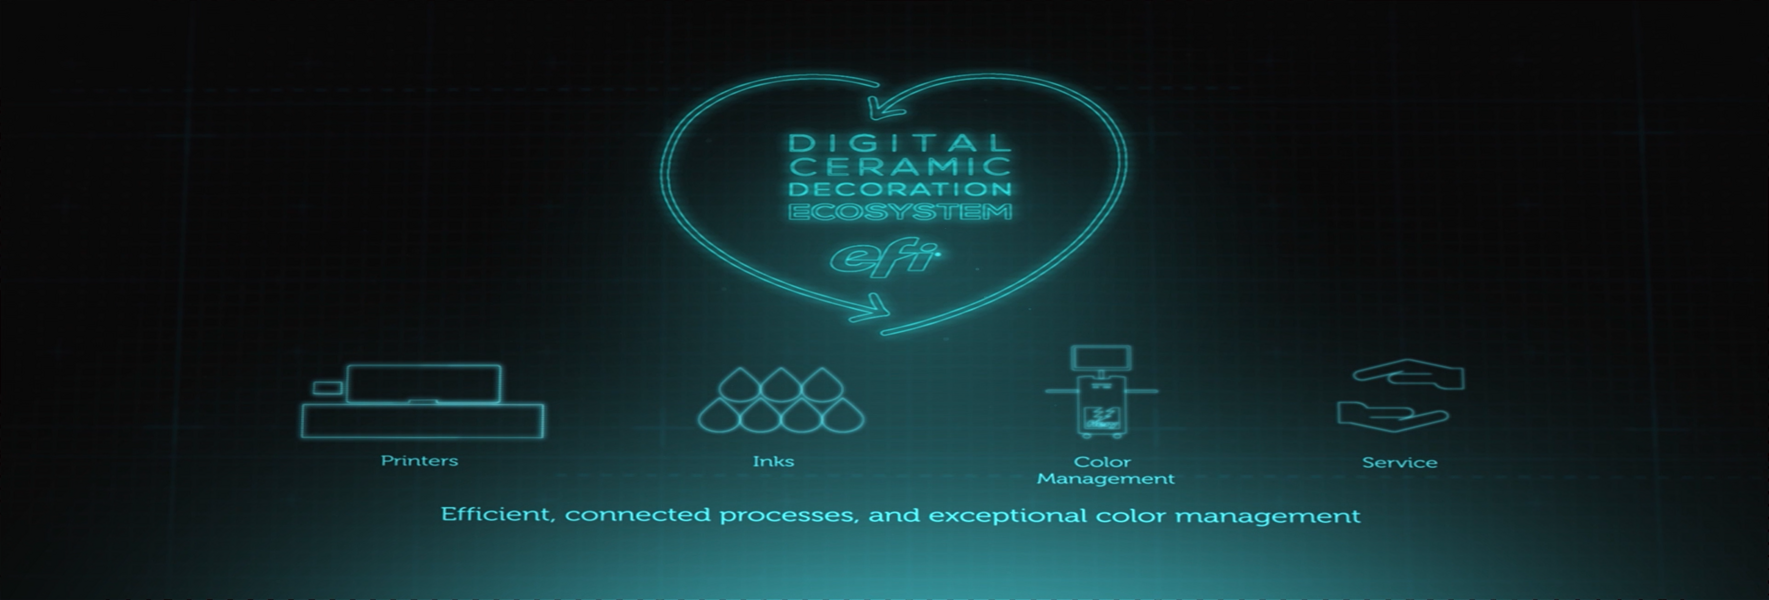 DIGITAL
CERAMIC
DECORATION
ECOSYSTEM
efi
Printers
Inks
Color
Management
Service
Efficient, connected processes, and exceptional color management